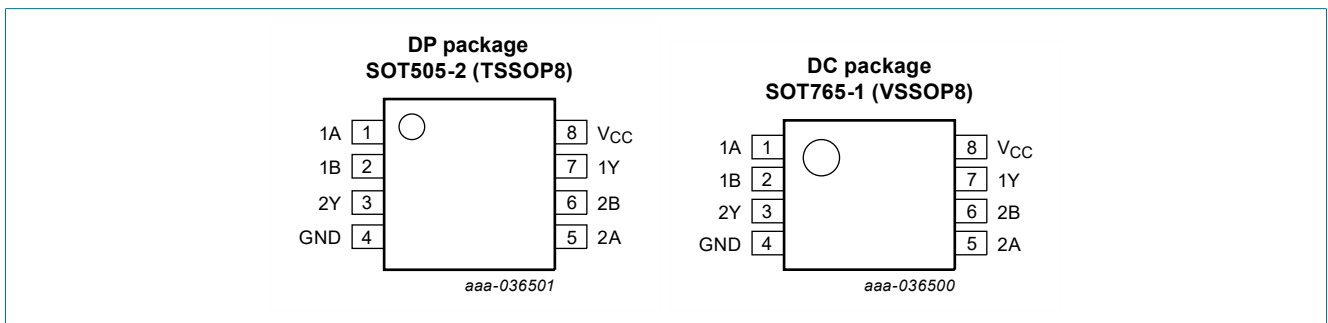 DP package
SOT505-2 (TSSOP8)
1A 1 8 VCC
1B 2 7 1Y
2Y 3 6 2B
GND 4 5 2A
aaa-036501
DC package
SOT765-1 (VSSOP8)
1A 1 8 VCC
1B 2 7 1Y
2Y 3 6 2B
GND 4 5 2A
aaa-036500